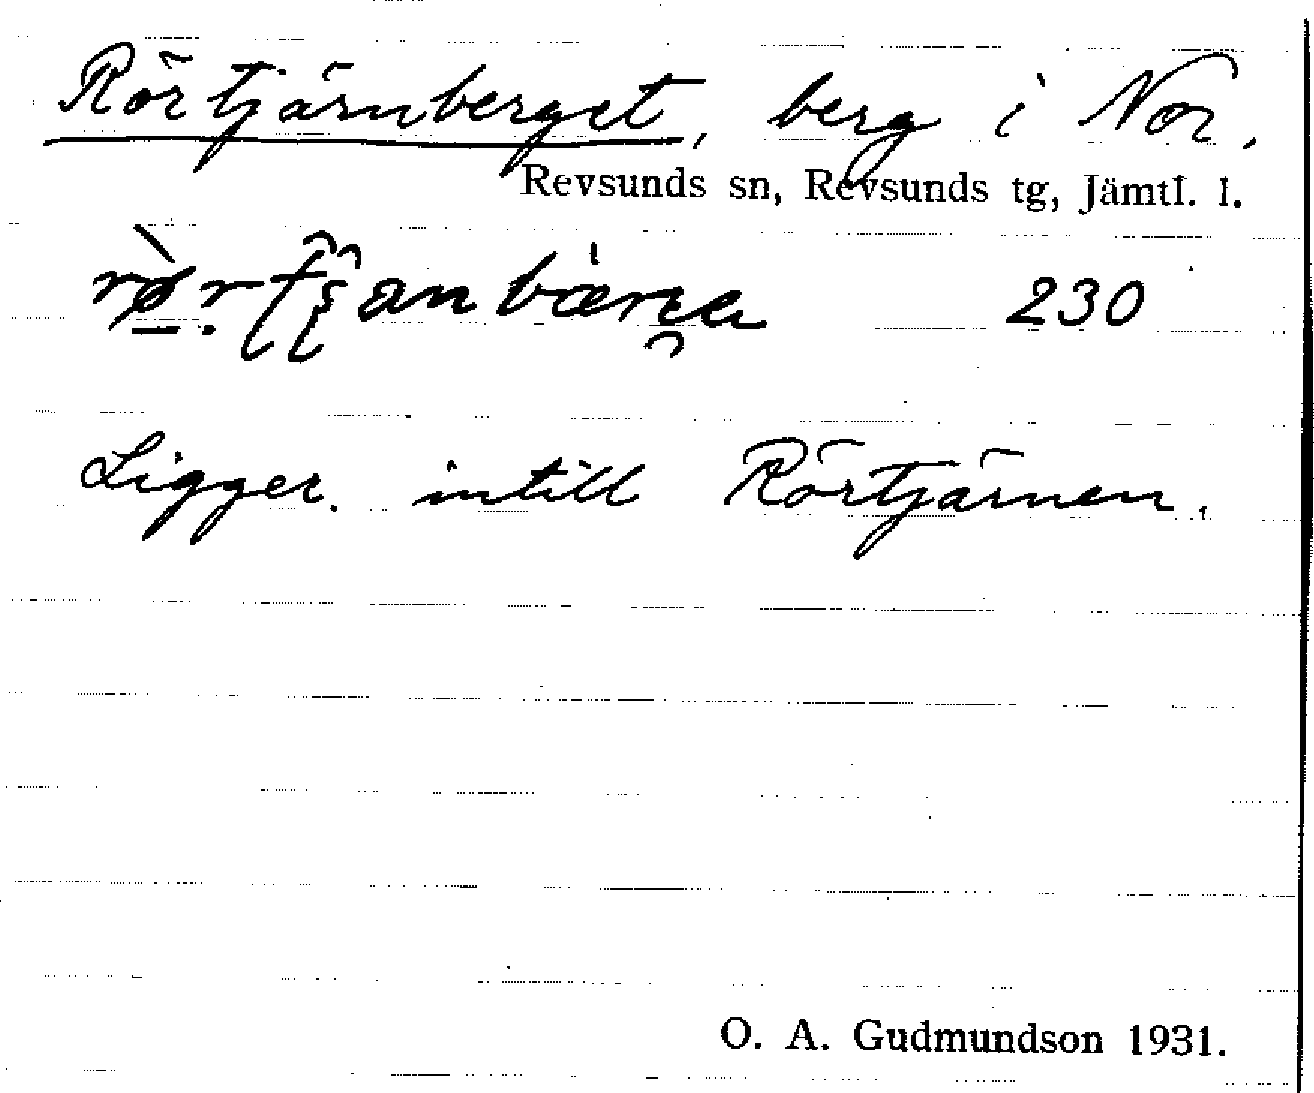 Rörtjärnberget, berg i Nor.
Revsunds sn, Revsunds tg, Jämtl. l.
230
Ligger intill Rörtjärnen.
O. A. Gudmundson 1931.